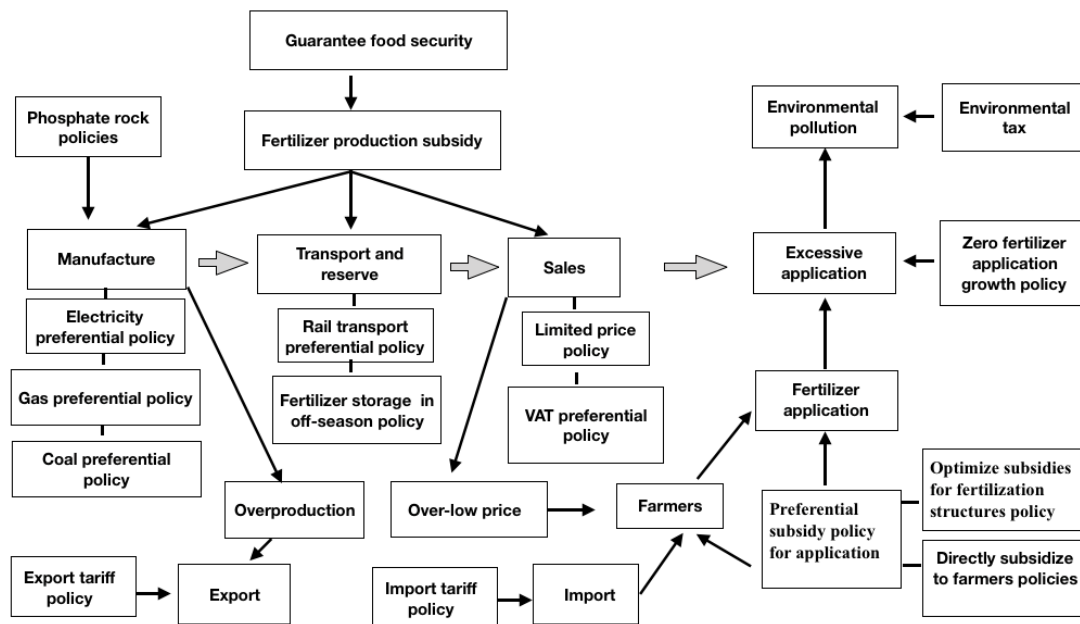 Guarantee food security
Phosphate rock
policies
Fertilizer production subsidy
Environmental
pollution
Environmental
tax
Manufacture
Transport and
reserve
Sales
Excessive
application
Zero fertilizer
application
growth policy
Electricity
preferential policy
Rail transport
preferential policy
Limited price
policy
Gas preferential policy
Fertilizer storage in
off-season policy
VAT preferential
policy
Fertilizer
application
Coal preferential
policy
Overproduction
Over-low price
Farmers
Preferential
subsidy policy
for application
Optimize subsidies
for fertilization
structures policy
Directly subsidize
to farmers policies
Export tariff
policy
Export
Import tariff
policy
Import